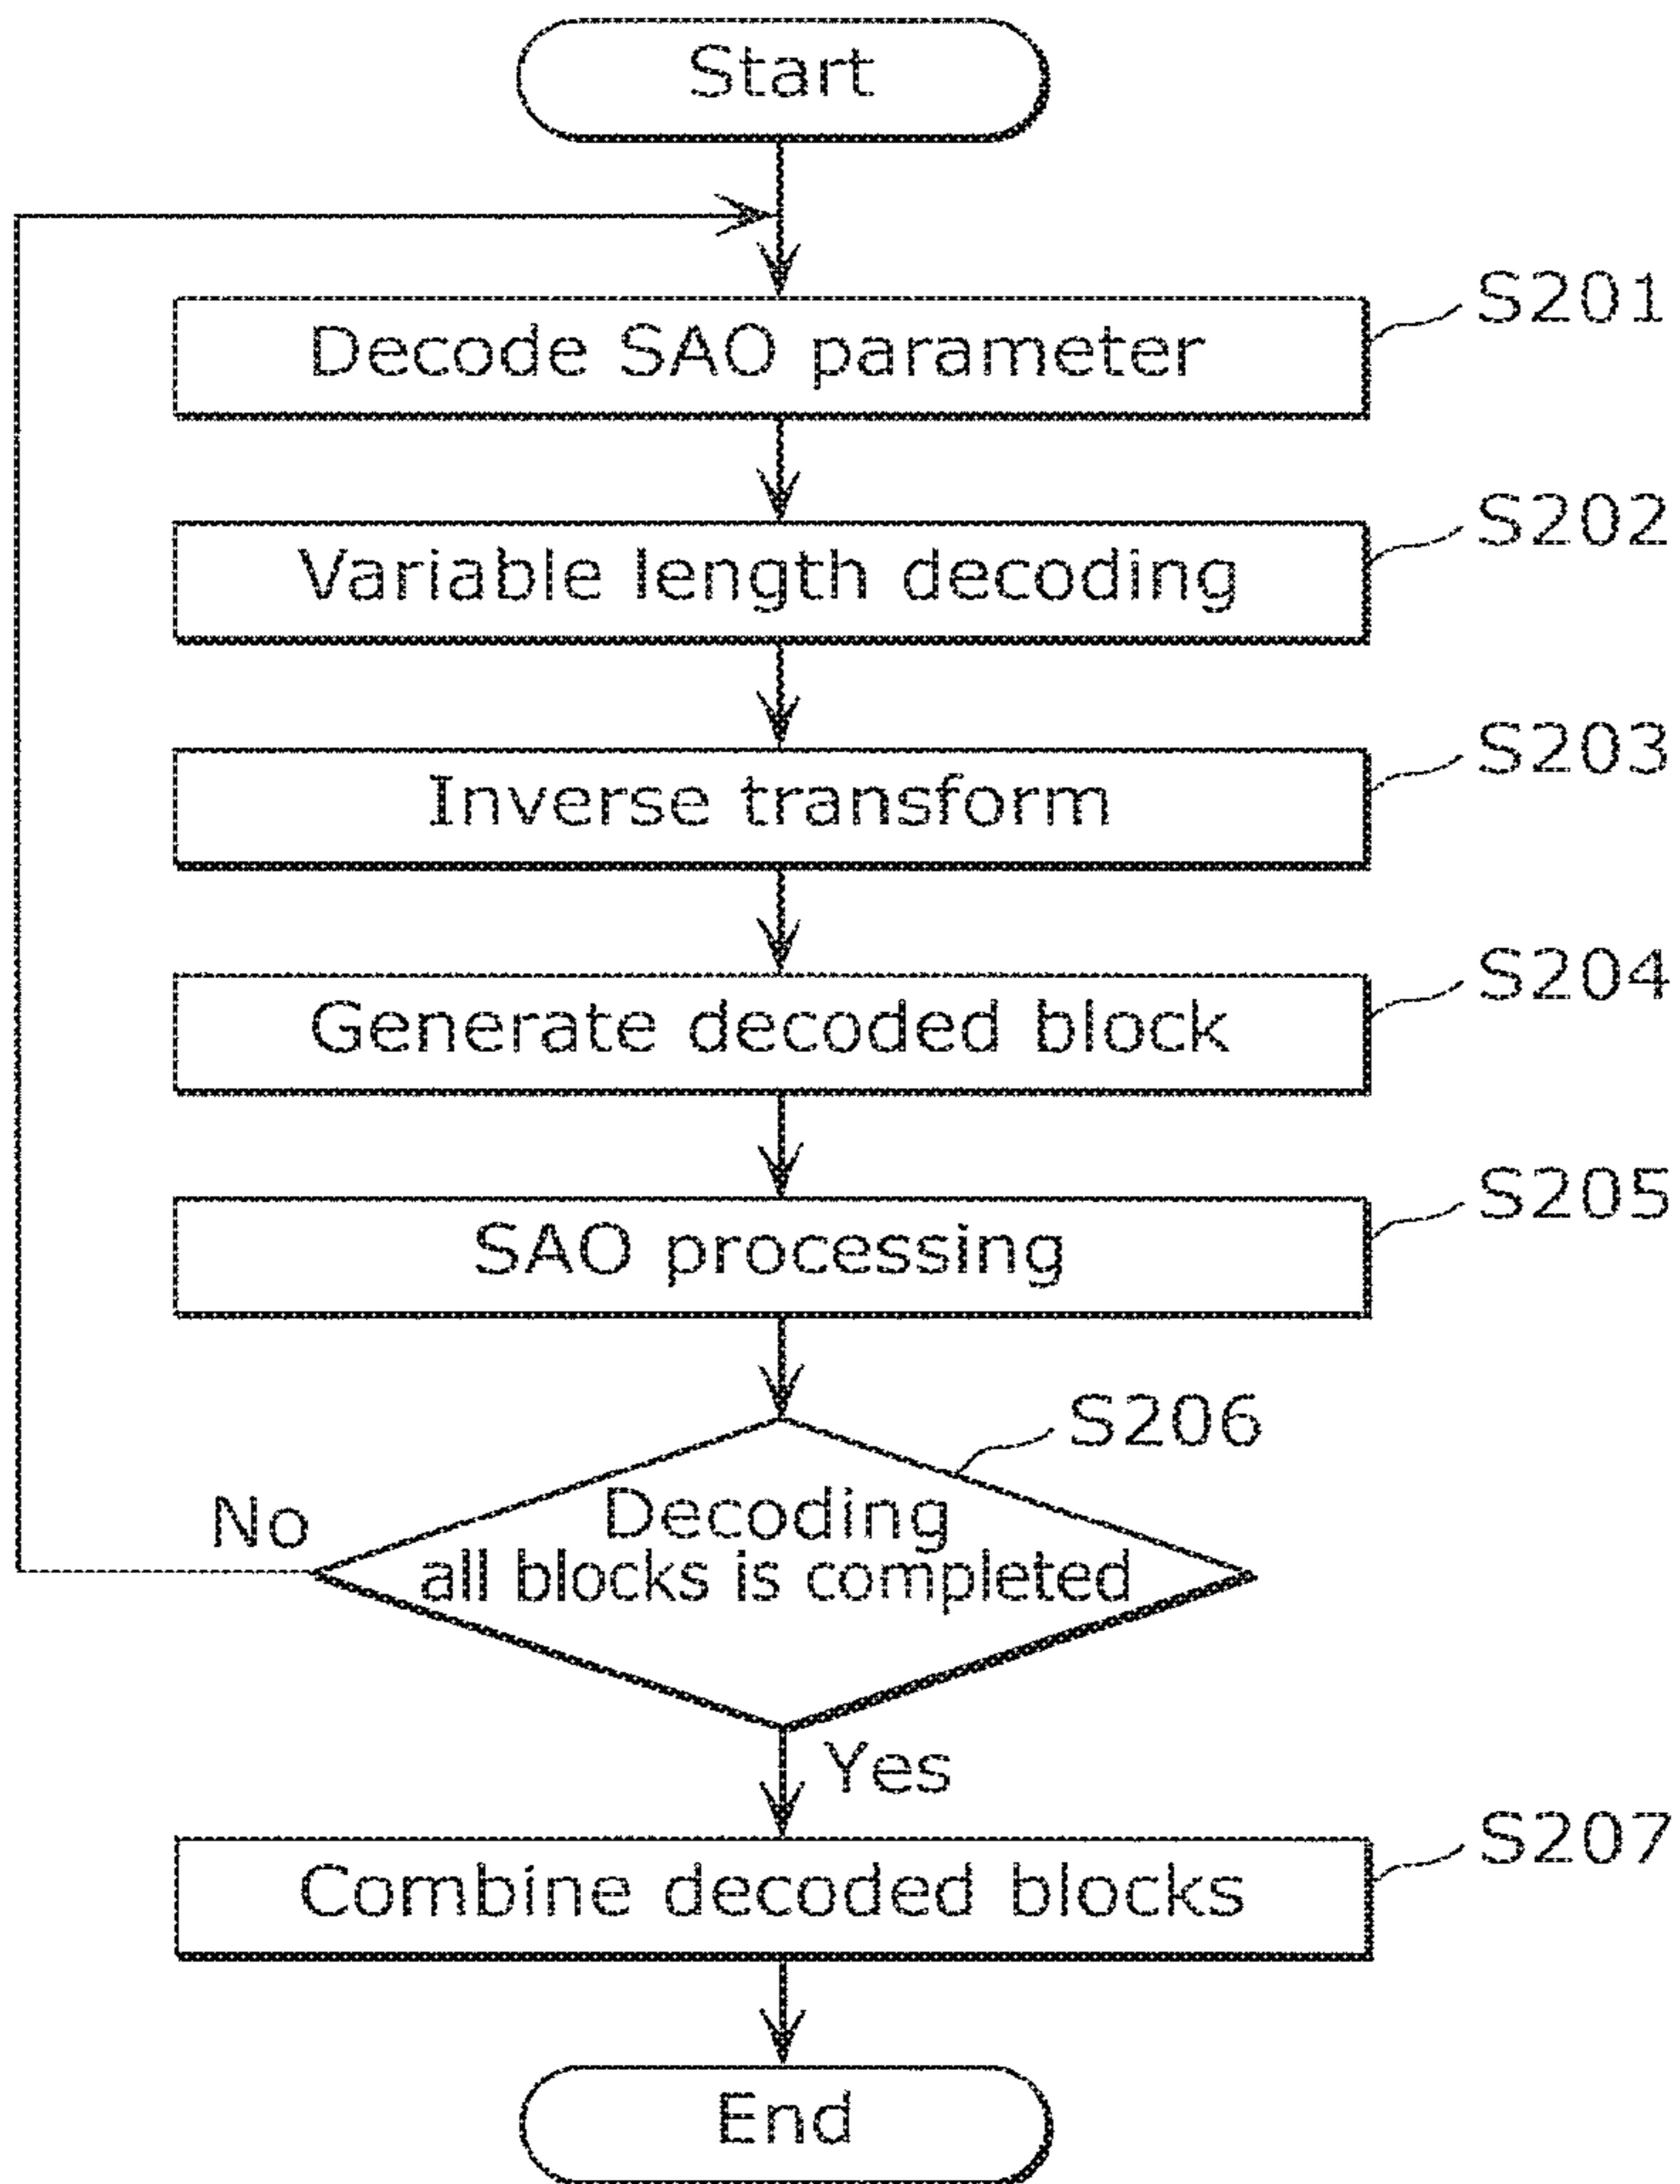 Start
Decode SAO parameter
S201
Variable length decoding
S202
Inverse transform
S203
Generate decoded block
S204
SAO processing
S205
S206
Decoding
all blocks is completed
No
Yes
Combine decoded blocks
S207
End